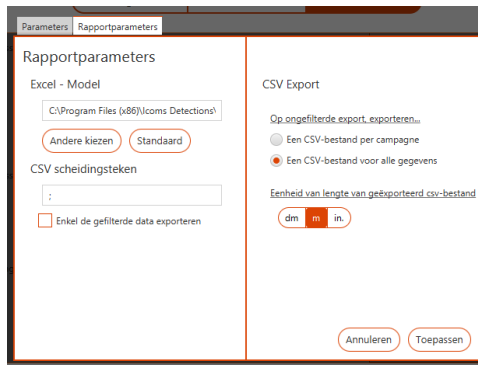 Parameters Rapportparameters
Rapportparameters
Excel - Model
C:\Program Files (x86)\Icoms Detections\
Andere kiezen Standaard
CSV scheidingsteken
;
Enkel de gefilterde data exporteren
CSV Export
Op ongefilterde export, exporteren...
Een CSV-bestand per campagne
Een CSV-bestand voor alle gegevens
Eenheid van lengte van geëxporteerd csv-bestand
dm m in.
Annuleren Toepassen